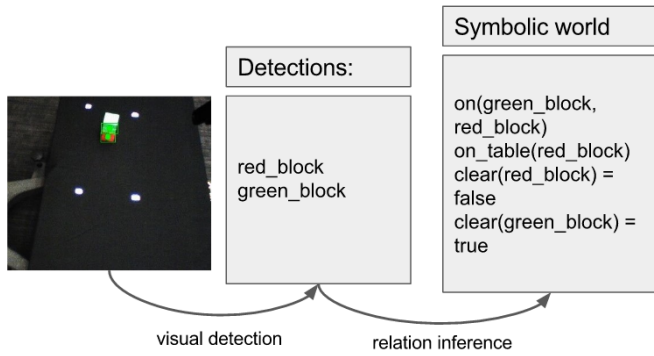 Symbolic world
Detections:
on(green_block,
red_block)
on_table(red_block)
clear(red_block) =
false
clear(green_block) =
true
red_block
green_block
visual detection
relation inference